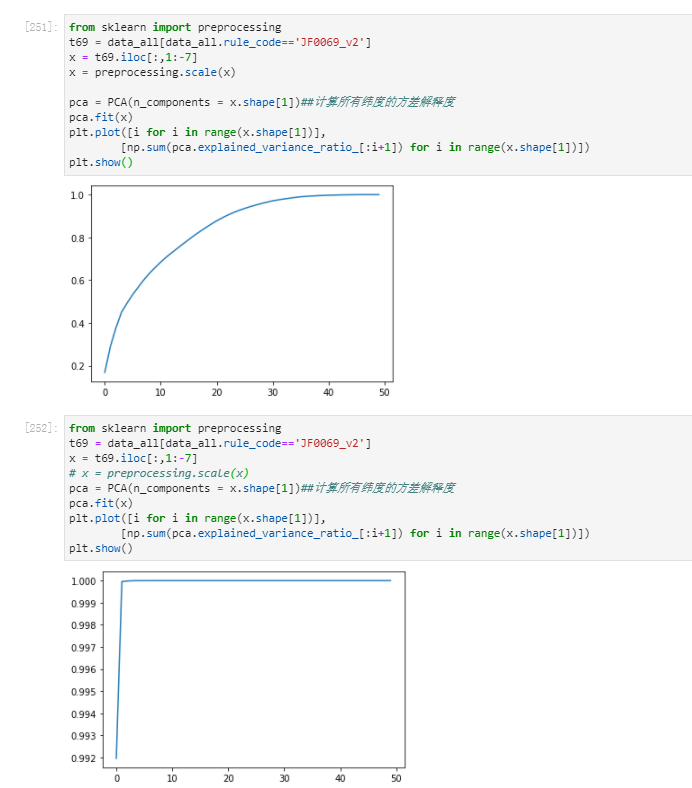 [251]:
from sklearn import preprocessing
t69 = data_all[data_all.rule_code=='JF0069_v2']
x = t69.iloc[:,1:-7]
x = preprocessing.scale(x)
pca = PCA(n_components = x.shape[1])##计算所有纬度的方差解释度
pca.fit(x)
plt.plot([i for i in range(x.shape[1])],
[np.sum(pca.explained_variance_ratio_[:i+1]) for i in range(x.shape[1])])
plt.show()
1.0
0.8
0.6
0.4
0.2
0 10 20 30 40 50
[252]:
from sklearn import preprocessing
t69 = data_all[data_all.rule_code=='JF0069_v2']
x = t69.iloc[:,1:-7]
# x = preprocessing.scale(x)
pca = PCA(n_components = x.shape[1])##计算所有纬度的方差解释度
pca.fit(x)
plt.plot([i for i in range(x.shape[1])],
[np.sum(pca.explained_variance_ratio_[:i+1]) for i in range(x.shape[1])])
plt.show()
1.000
0.999
0.998
0.997
0.996
0.995
0.994
0.993
0.992
0 10 20 30 40 50